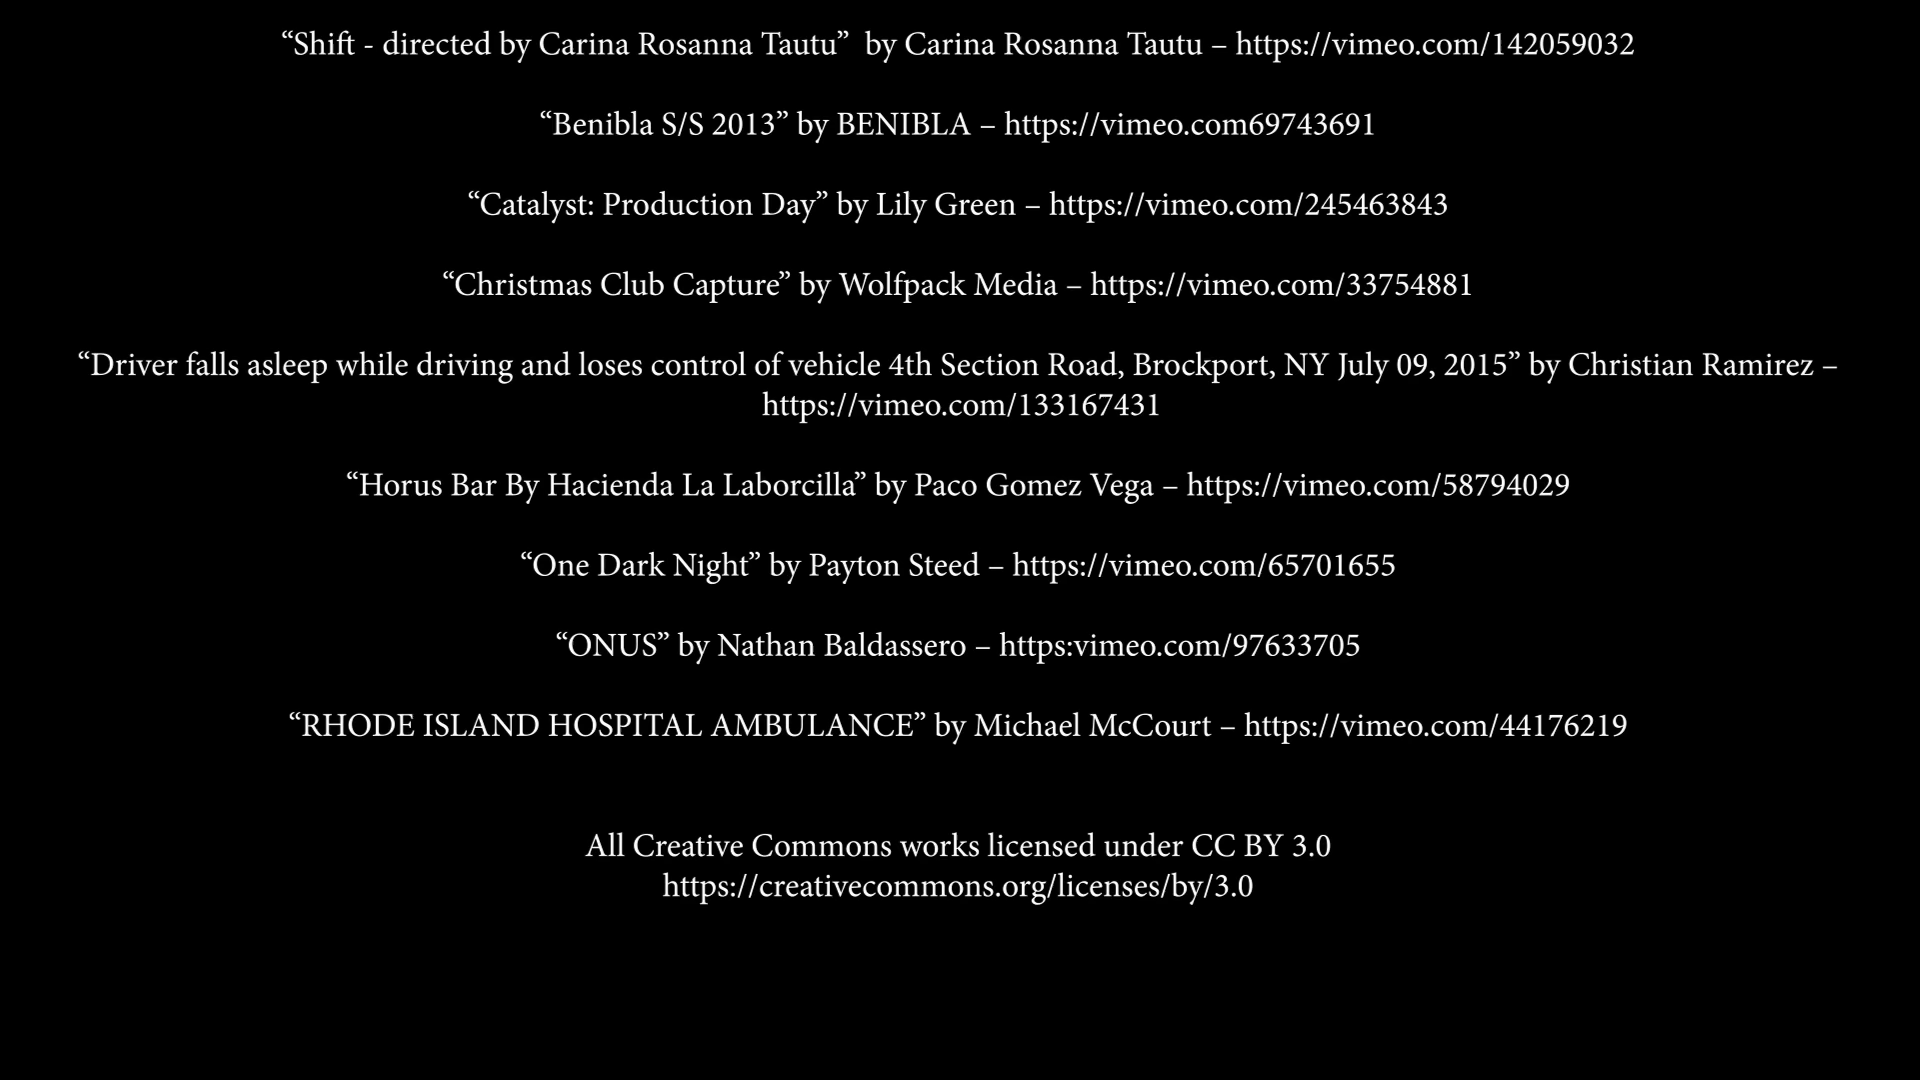 “Shift - directed by Carina Rosanna Tautu”  by Carina Rosanna Tautu – https://vimeo.com/142059032
“Benibla S/S 2013” by BENIBLA – https://vimeo.com69743691
“Catalyst: Production Day” by Lily Green – https://vimeo.com/245463843
“Christmas Club Capture” by Wolfpack Media – https://vimeo.com/33754881
“Driver falls asleep while driving and loses control of vehicle 4th Section Road, Brockport, NY July 09, 2015” by Christian Ramirez –
https://vimeo.com/133167431
“Horus Bar By Hacienda La Laborcilla” by Paco Gomez Vega – https://vimeo.com/58794029
“One Dark Night” by Payton Steed – https://vimeo.com/65701655
“ONUS” by Nathan Baldassero – https:vimeo.com/97633705
“RHODE ISLAND HOSPITAL AMBULANCE” by Michael McCourt – https://vimeo.com/44176219
All Creative Commons works licensed under CC BY 3.0
https://creativecommons.org/licenses/by/3.0